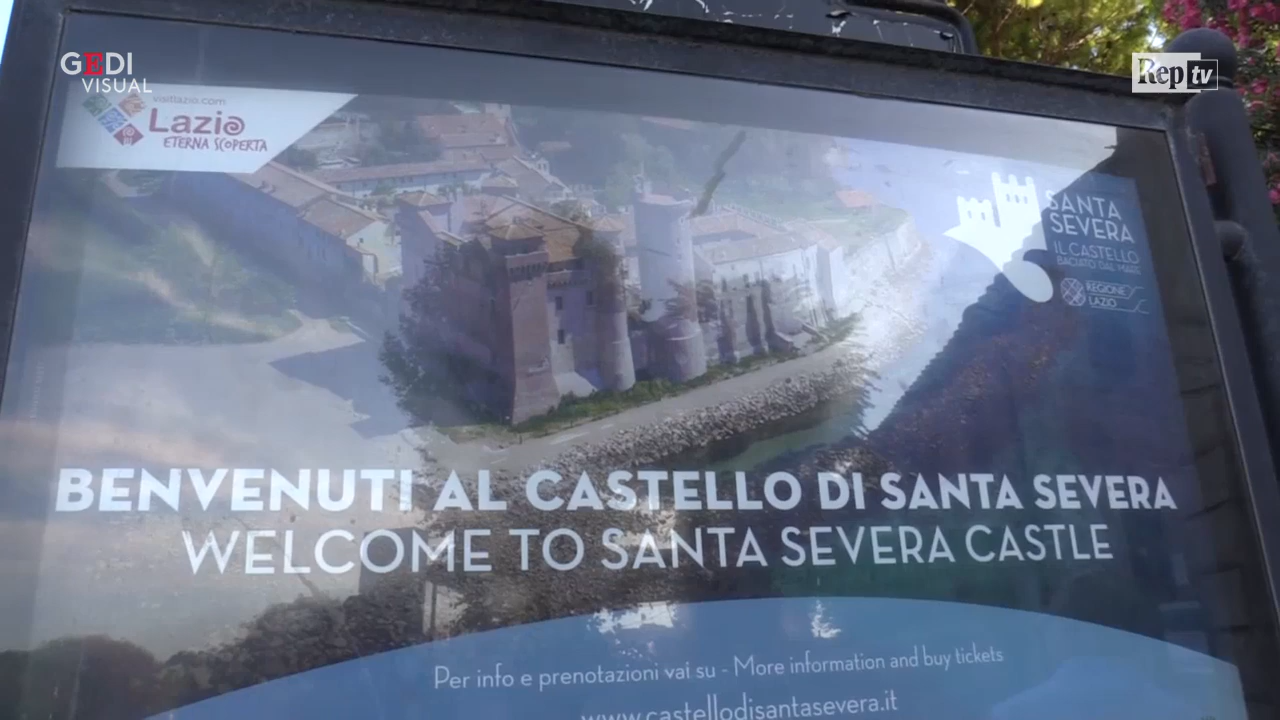 GEDI
VISUAL
Rep tv
visitlazio.com
Lazio
ETERNA SCOPERTA
SANTA
SEVERA
IL CASTELLO
BACIATO DAL MARE
REGIONE
LAZIO
BENVENUTI AL CASTELLO DI SANTA SEVERA
WELCOME TO SANTA SEVERA CASTLE
Per info e prenotazioni vai su - More information and buy tickets
www.castellodisantasevera.it